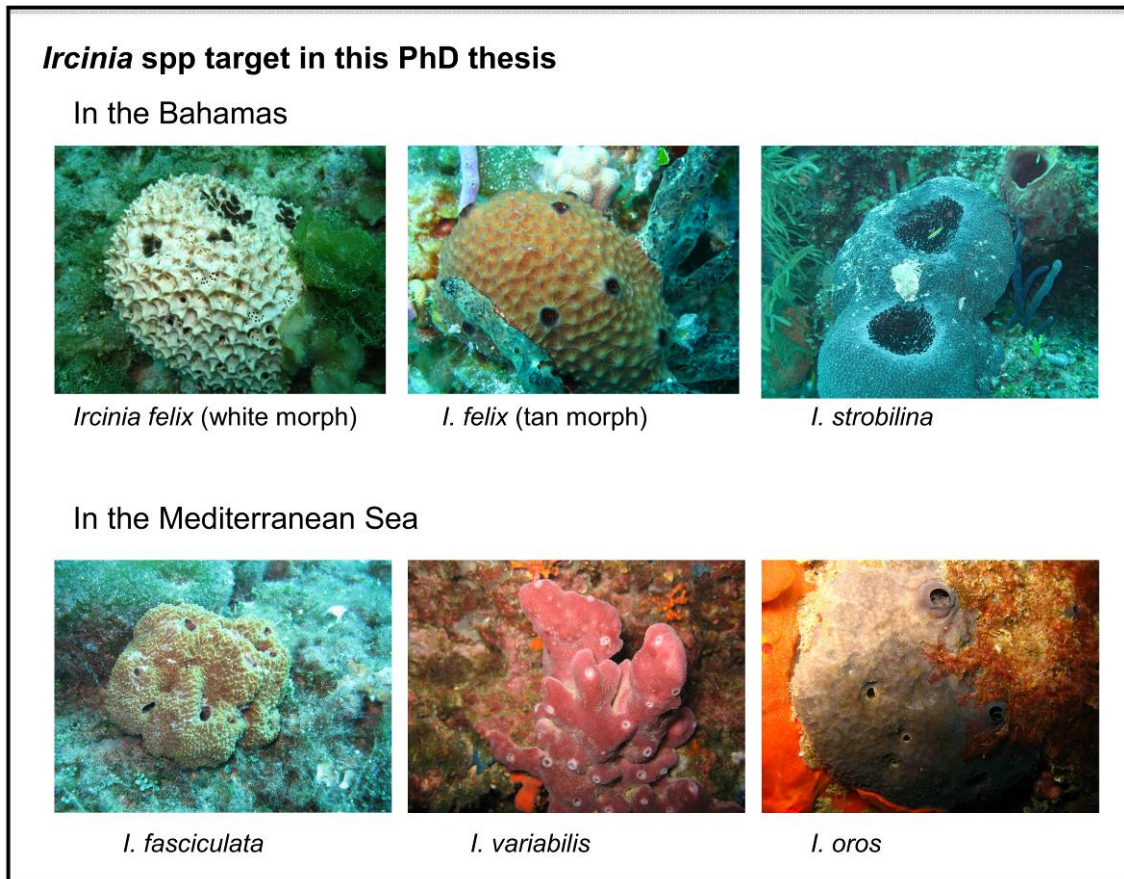 Ircinia spp target in this PhD thesis
In the Bahamas
Ircinia felix (white morph)
I. felix (tan morph)
I. strobilina
In the Mediterranean Sea
I. fasciculata
I. variabilis
I. oros